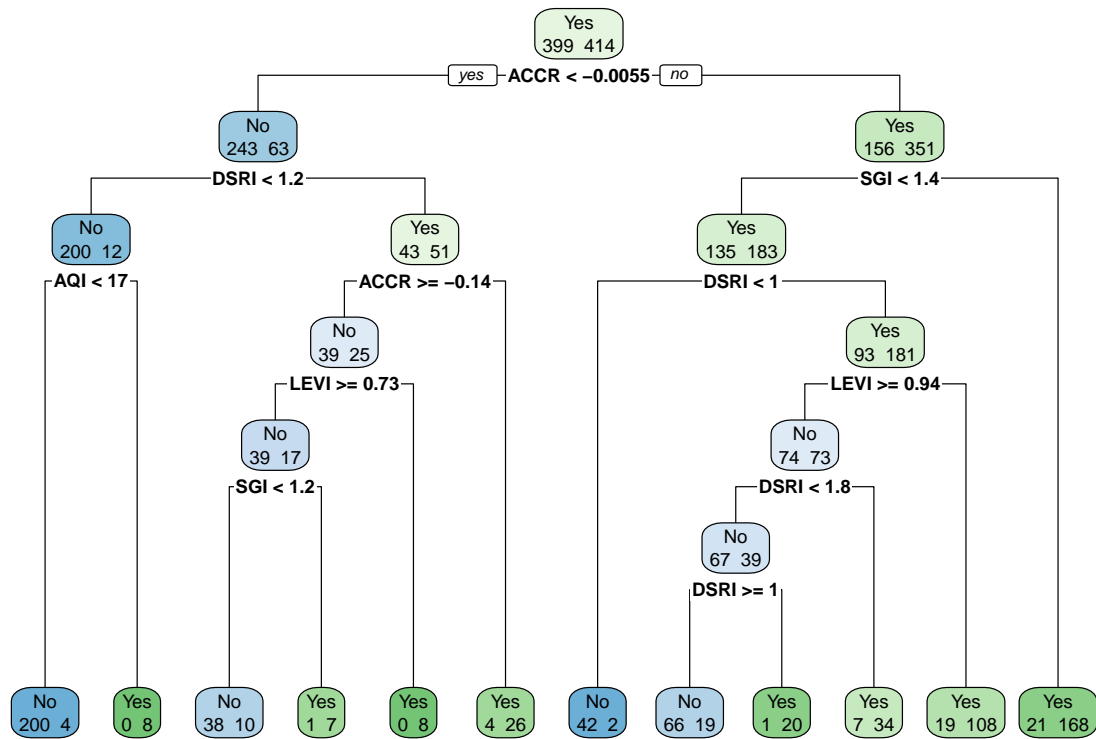 Yes
399 414
yes ACCR < −0.0055 no
No
243 63
Yes
156 351
DSRI < 1.2
SGI < 1.4
No
200 12
Yes
43 51
Yes
135 183
AQI < 17
ACCR >= −0.14
DSRI < 1
No
39 25
Yes
93 181
LEVI >= 0.73
LEVI >= 0.94
No
39 17
No
74 73
SGI < 1.2
DSRI < 1.8
No
67 39
DSRI >= 1
No
200 4
Yes
0 8
No
38 10
Yes
1 7
Yes
0 8
Yes
4 26
No
42 2
No
66 19
Yes
1 20
Yes
7 34
Yes
19 108
Yes
21 168